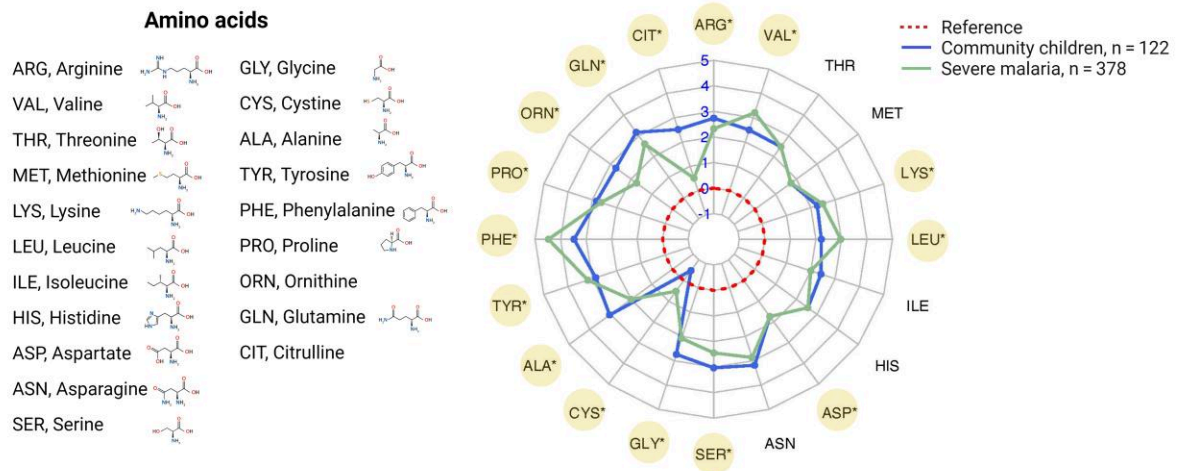 Amino acids
ARG, Arginine
VAL, Valine
THR, Threonine
MET, Methionine
LYS, Lysine
LEU, Leucine
ILE, Isoleucine
HIS, Histidine
ASP, Aspartate
ASN, Asparagine
SER, Serine
GLY, Glycine
CYS, Cystine
ALA, Alanine
TYR, Tyrosine
PHE, Phenylalanine
PRO, Proline
ORN, Ornithine
GLN, Glutamine
CIT, Citrulline
ARG*
VAL*
THR
MET
LYS*
LEU*
ILE
HIS
ASP*
ASN
SER*
GLY*
CYS*
ALA*
TYR*
PHE*
PRO*
ORN*
GLN*
CIT*
5
4
3
2
1
0
-1
Reference
Community children, n = 122
Severe malaria, n = 378